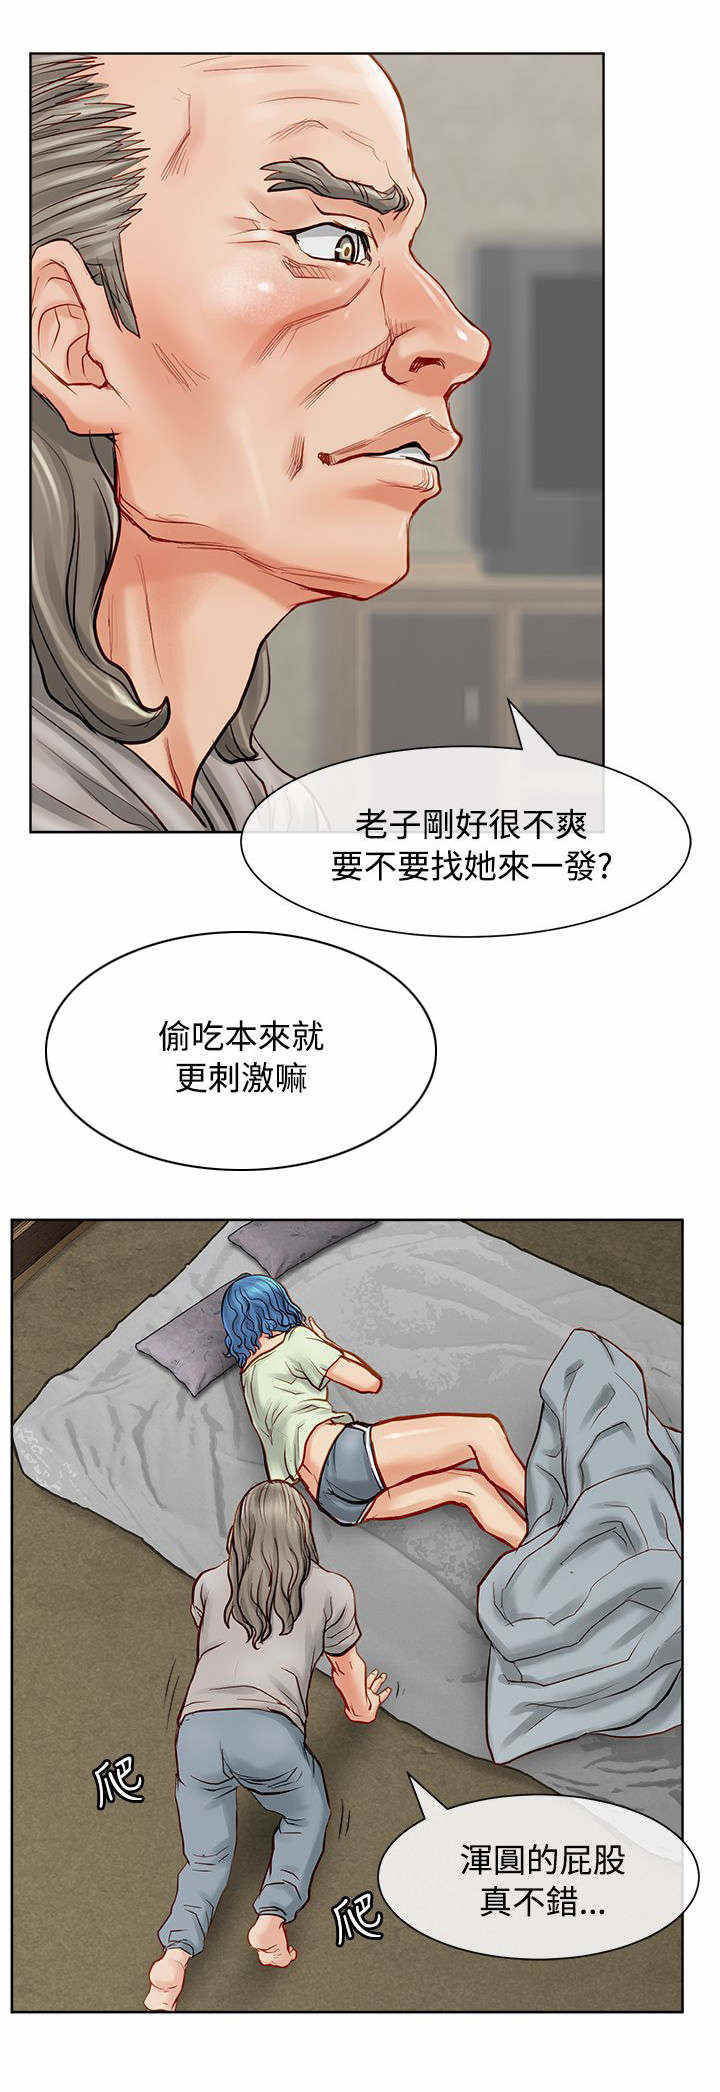 老子剛好很不爽
要不要找她來一發?
偷吃本來就
更刺激嘛
爬
渾圓的屁股
真不錯...
爬